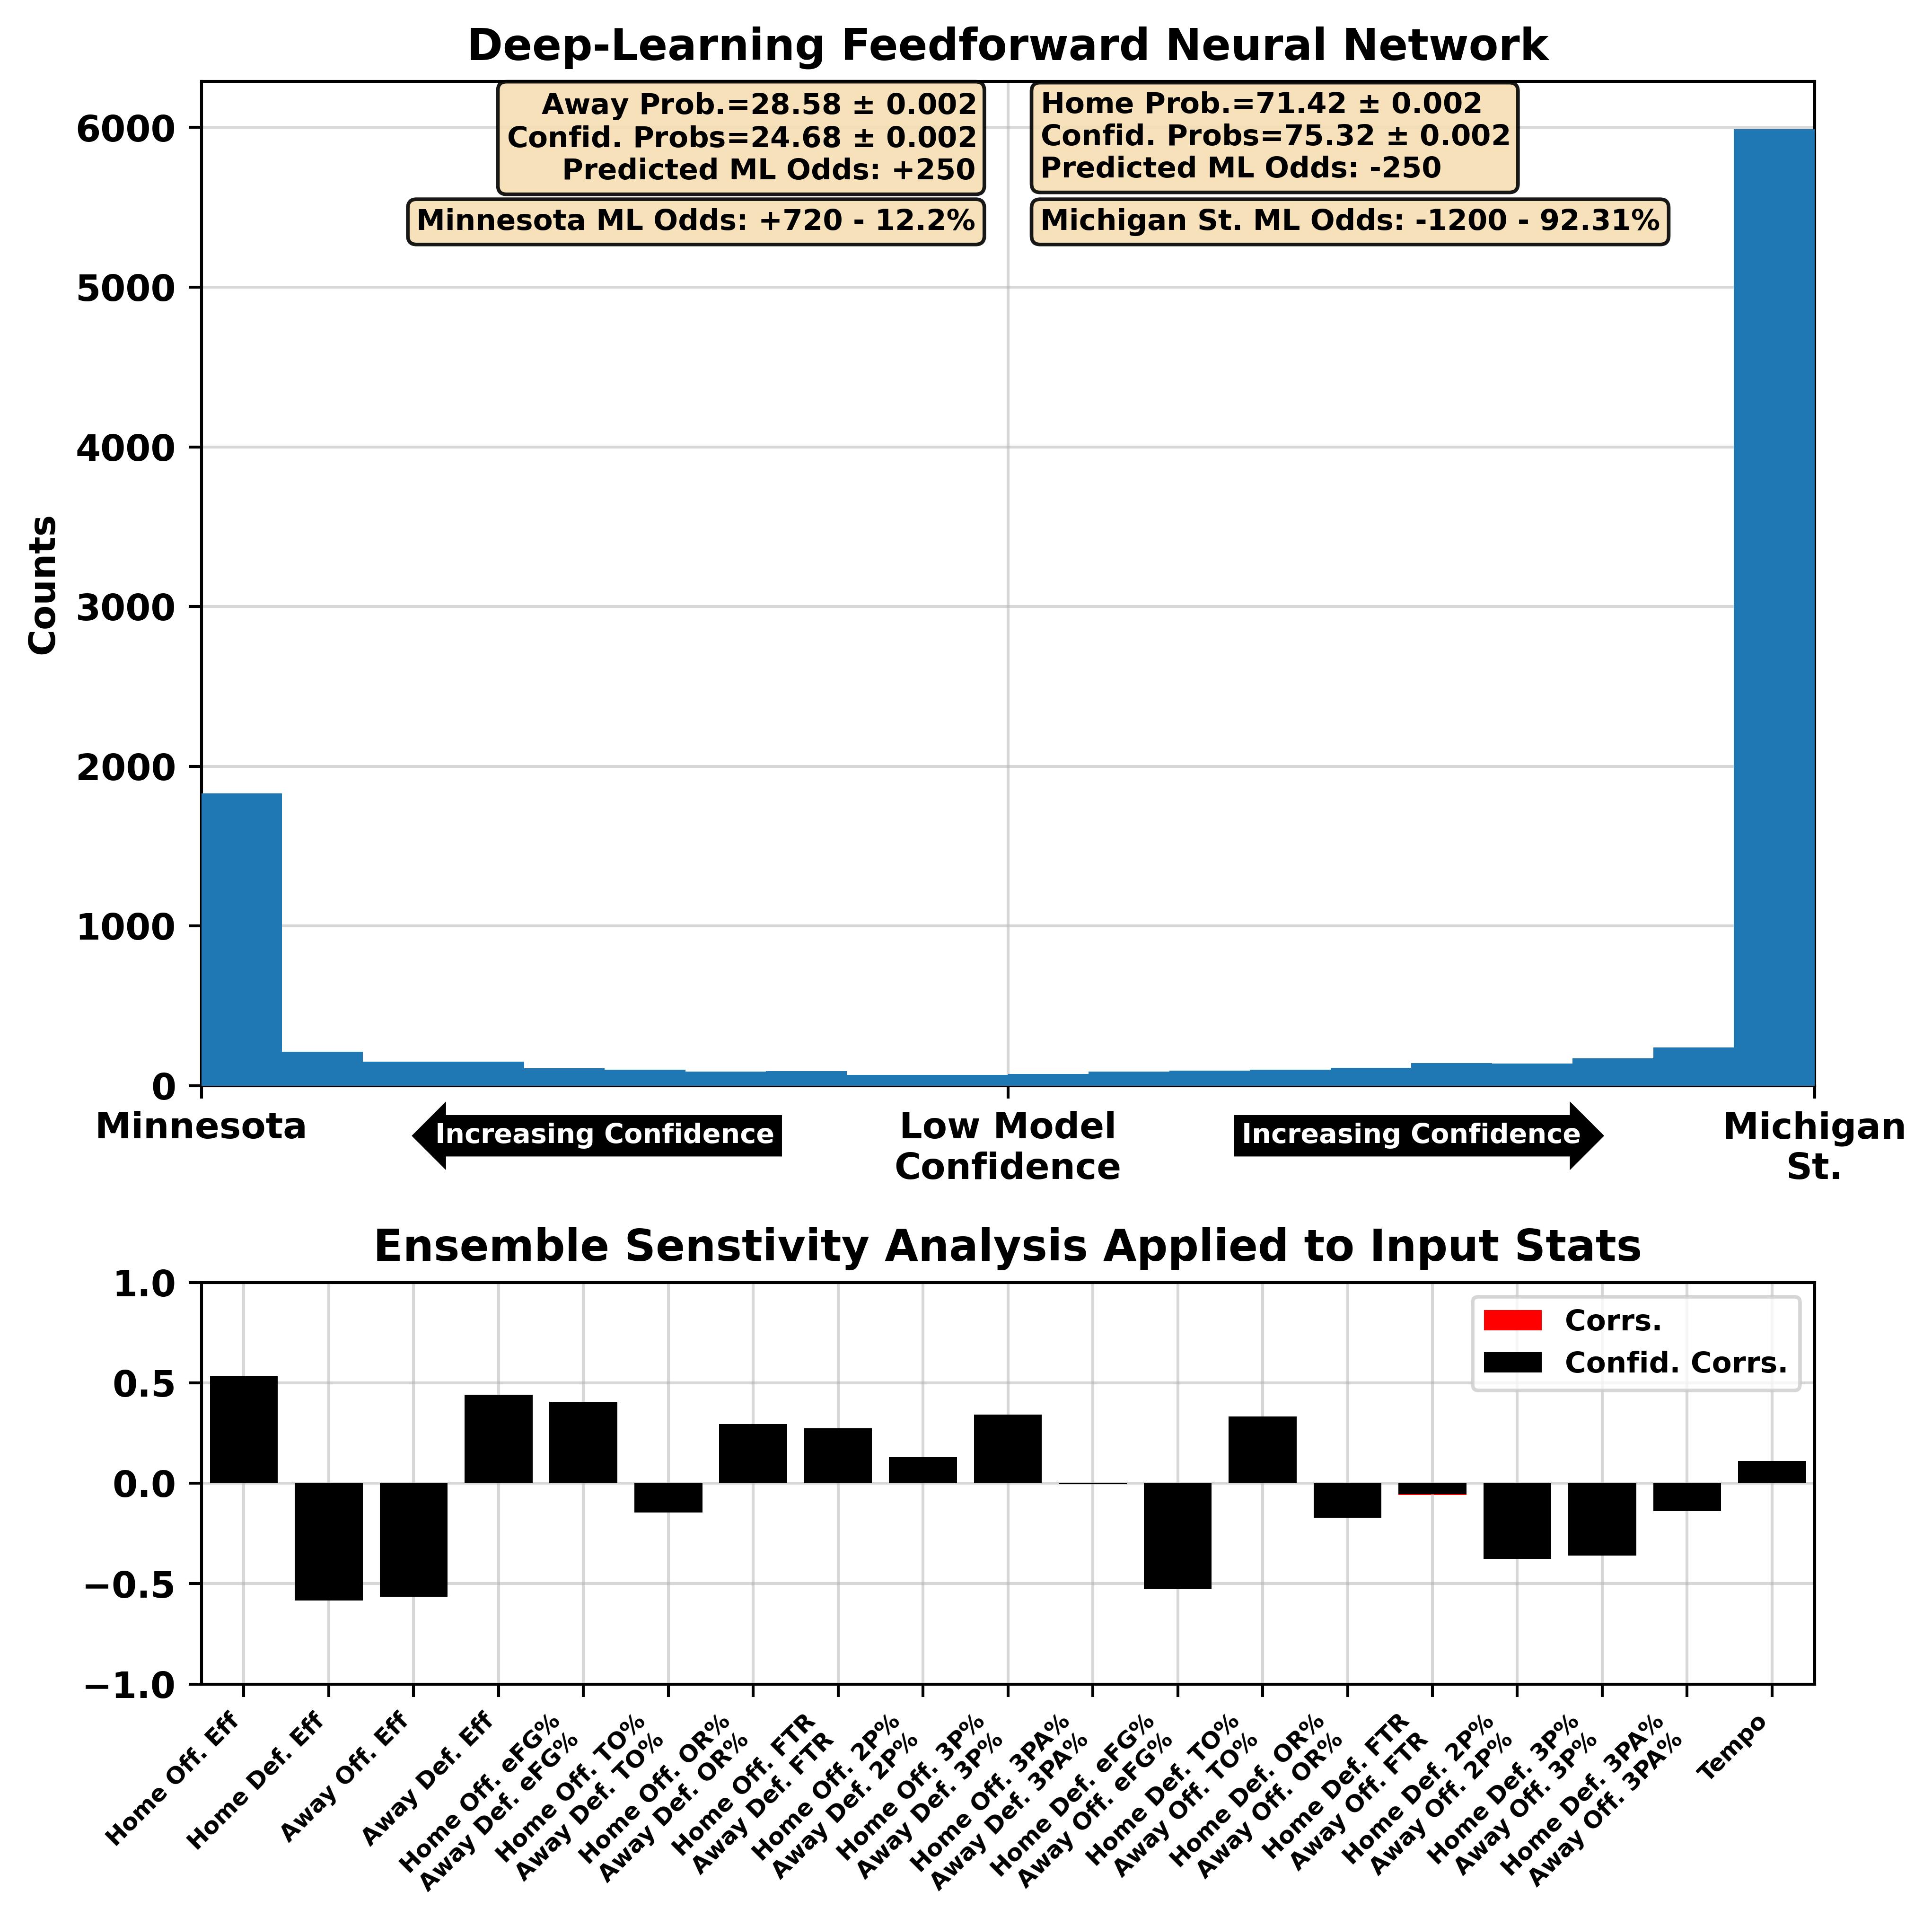 Deep-Learning Feedforward Neural Network
Away Prob.=28.58 ± 0.002
Confid. Probs=24.68 ± 0.002
Predicted ML Odds: +250
Home Prob.=71.42 ± 0.002
Confid. Probs=75.32 ± 0.002
Predicted ML Odds: -250
Minnesota ML Odds: +720 - 12.2%
Michigan St. ML Odds: -1200 - 92.31%
Counts
6000
5000
4000
3000
2000
1000
0
Minnesota
Increasing Confidence
Low Model
Confidence
Increasing Confidence
Michigan
St.
Ensemble Senstivity Analysis Applied to Input Stats
Corrs.
Confid. Corrs.
1.0
0.5
0.0
−0.5
−1.0
Home Off. Eff
Home Def. Eff
Away Off. Eff
Away Def. Eff
Home Off. eFG%
Away Def. eFG%
Home Off. TO%
Away Def. TO%
Home Off. OR%
Away Def. OR%
Home Off. FTR
Away Def. FTR
Home Off. 2P%
Away Def. 2P%
Home Off. 3P%
Away Def. 3P%
Home Off. 3PA%
Away Def. 3PA%
Home Def. eFG%
Away Off. eFG%
Home Def. TO%
Away Off. TO%
Home Def. OR%
Away Off. OR%
Home Def. FTR
Away Off. FTR
Home Def. 2P%
Away Off. 2P%
Home Def. 3P%
Away Off. 3P%
Home Def. 3PA%
Away Off. 3PA%
Tempo